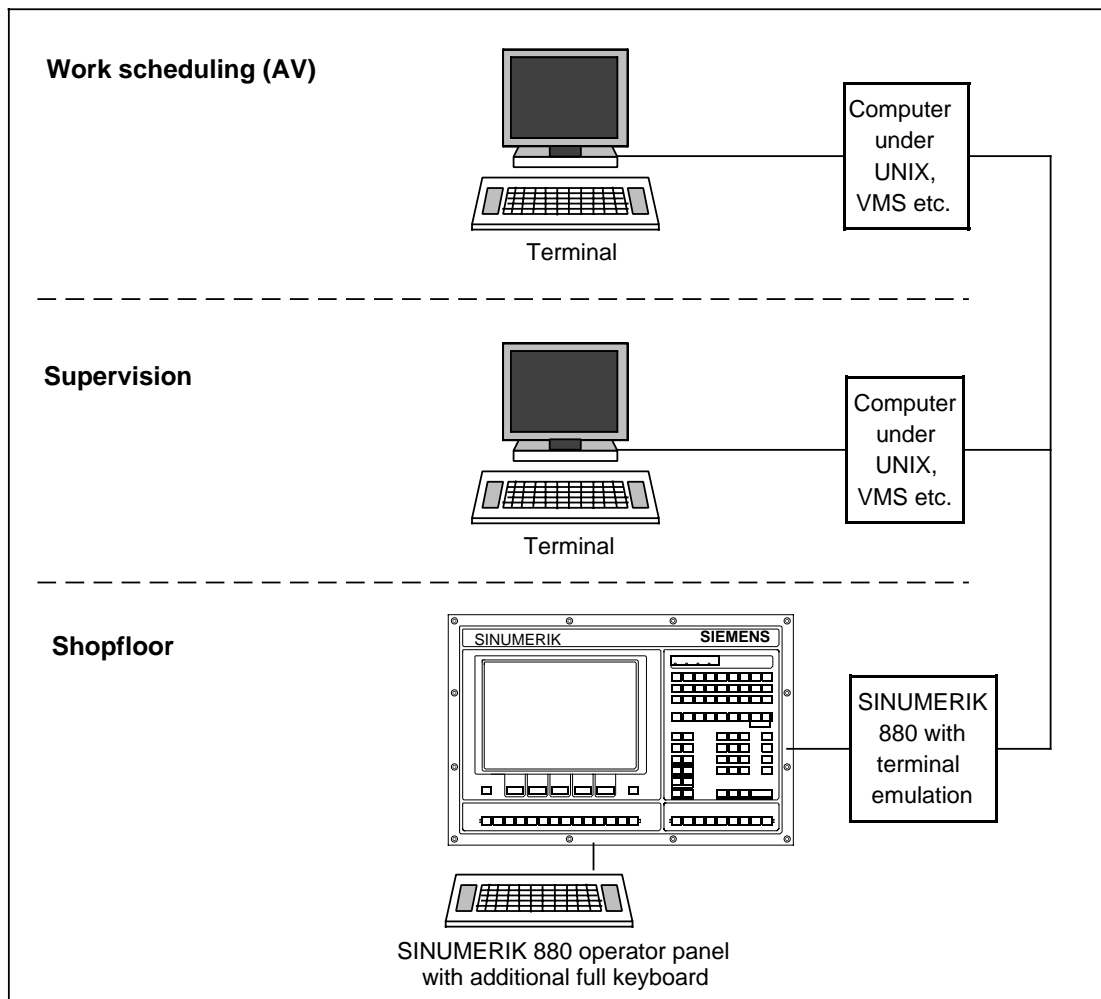 Work scheduling (AV)
Computer
under
UNIX,
VMS etc.
Terminal
Supervision
Computer
under
UNIX,
VMS etc.
Terminal
Shopfloor
SINUMERIK
SIEMENS
SINUMERIK
880 with
terminal
emulation
SINUMERIK 880 operator panel
with additional full keyboard